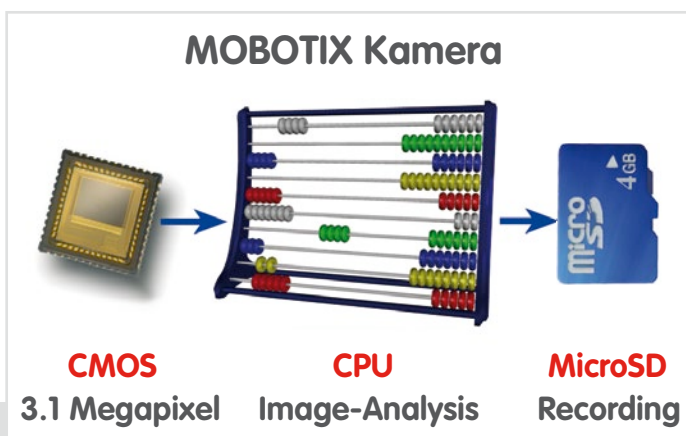 MOBOTIX Kamera
4GB
micro
SD
CMOS
CPU
MicroSD
3.1 Megapixel
Image-Analysis
Recording